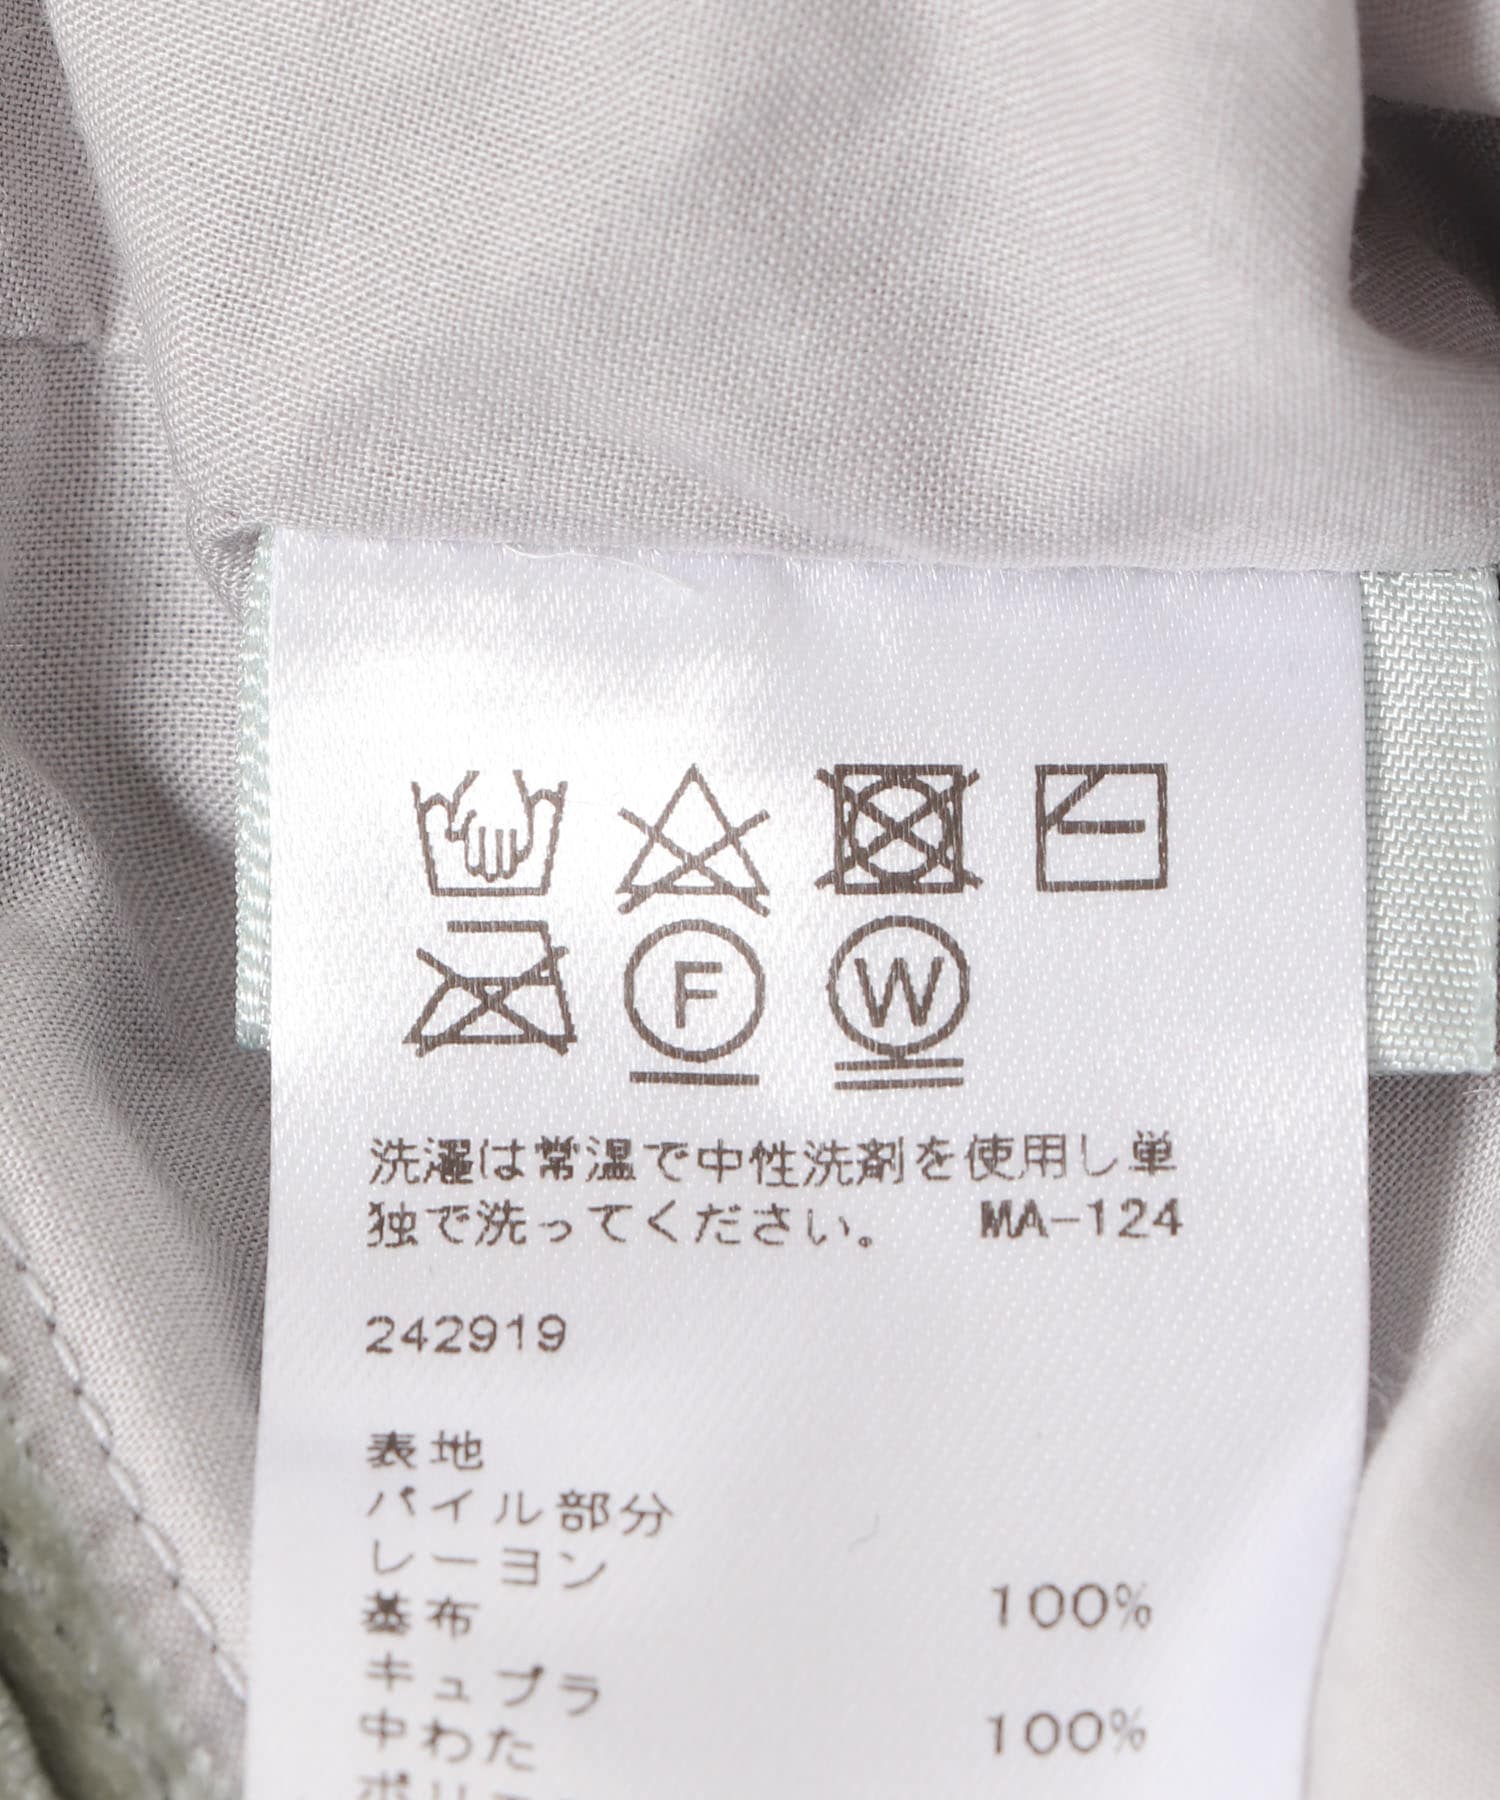 F W
洗濯は常温で中性洗剤を使用し単
独で洗ってください。 MA-124
242919
表地
パイル部分
レーヨン 100%
基布
キュプラ 100%
中わた